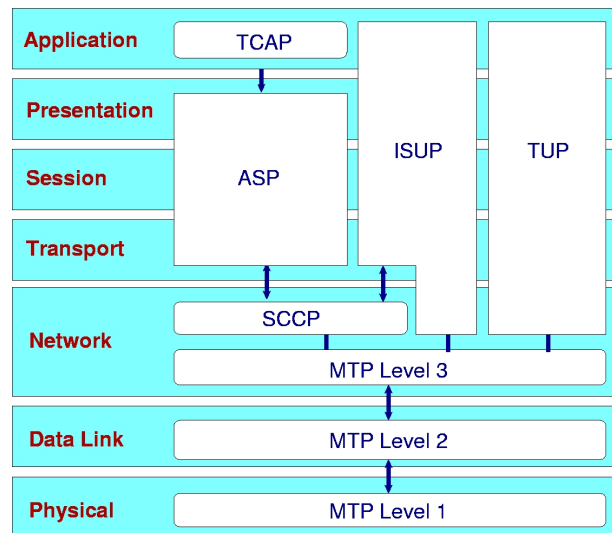 Application
TCAP
Presentation
ISUP
TUP
Session
ASP
Transport
SCCP
Network
MTP Level 3
Data Link
MTP Level 2
Physical
MTP Level 1